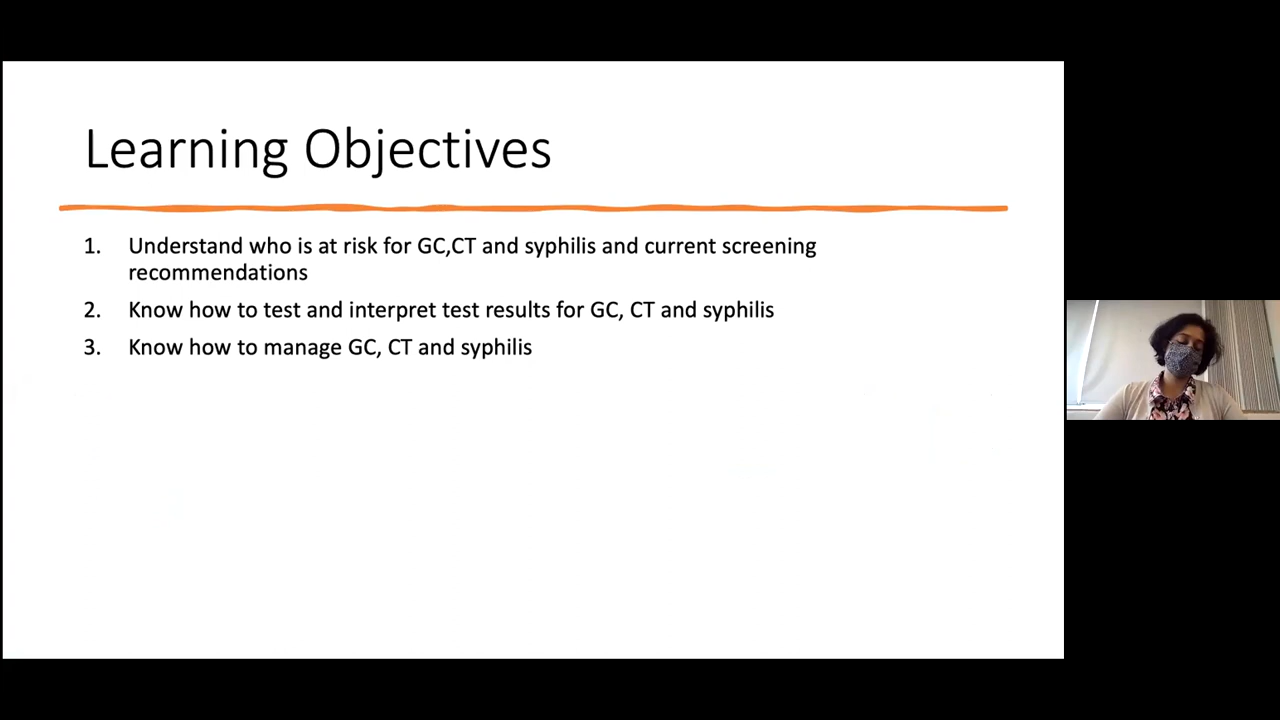 Learning Objectives
1. Understand who is at risk for GC,CT and syphilis and current screening
recommendations
2. Know how to test and interpret test results for GC, CT and syphilis
3. Know how to manage GC, CT and syphilis